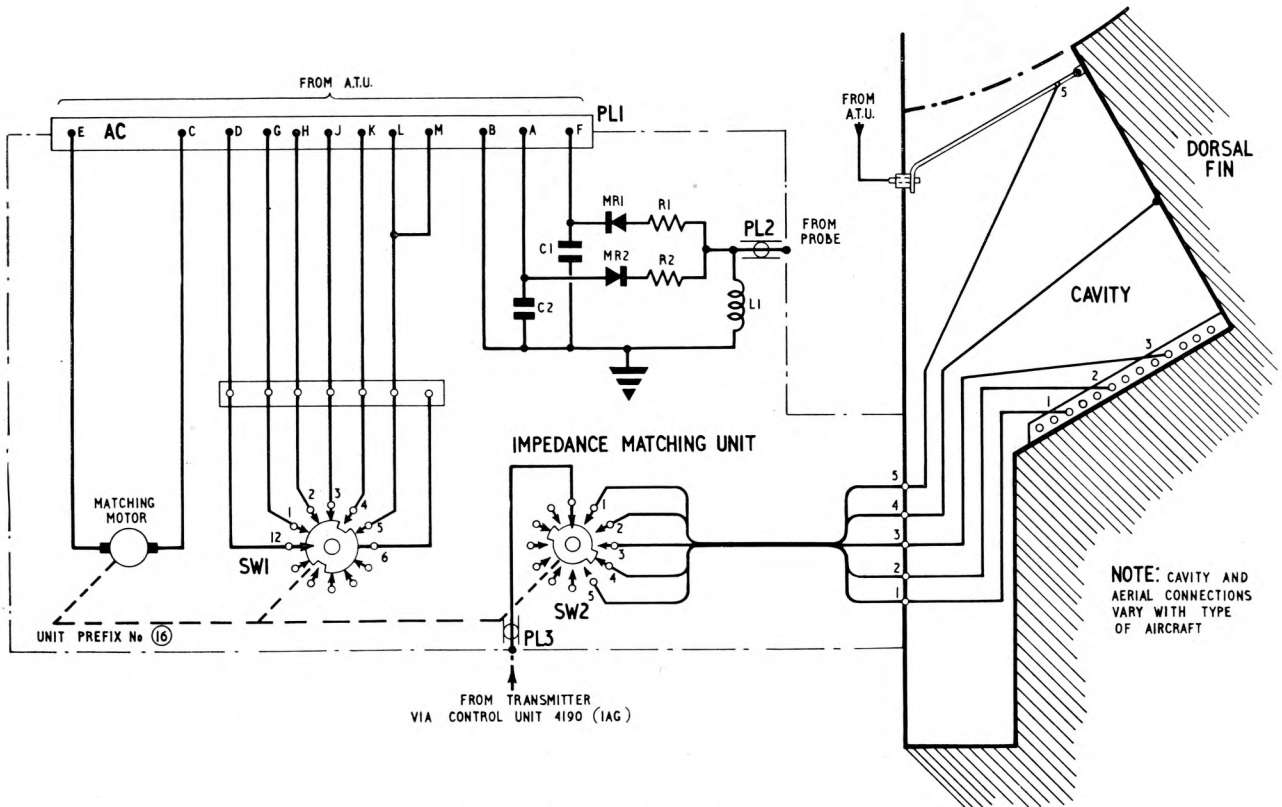 FROM A.T.U.
E AC C D G H J K L M B A F PL1
FROM
A.T.U.
5
DORSAL
FIN
MR1 R1
PL2
FROM
PROBE
C1
MR2 R2
C2
L1
CAVITY
3
2
1
IMPEDANCE MATCHING UNIT
MATCHING
MOTOR
12 1 2 3 4 5 6
SW1
1
2
3
4
5
SW2
5
4
3
2
1
NOTE: CAVITY AND
AERIAL CONNECTIONS
VARY WITH TYPE
OF AIRCRAFT
UNIT PREFIX No 16
PL3
FROM TRANSMITTER
VIA CONTROL UNIT 4190 (IAG)